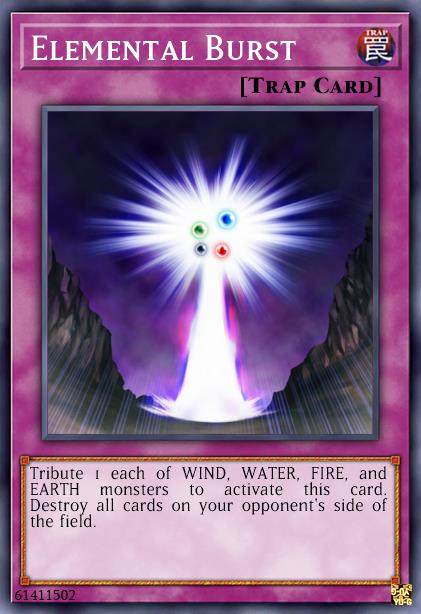 Elemental Burst
TRAP
罠
[Trap Card]
Tribute 1 each of WIND, WATER, FIRE, and
EARTH monsters to activate this card.
Destroy all cards on your opponent's side of
the field.
61411502